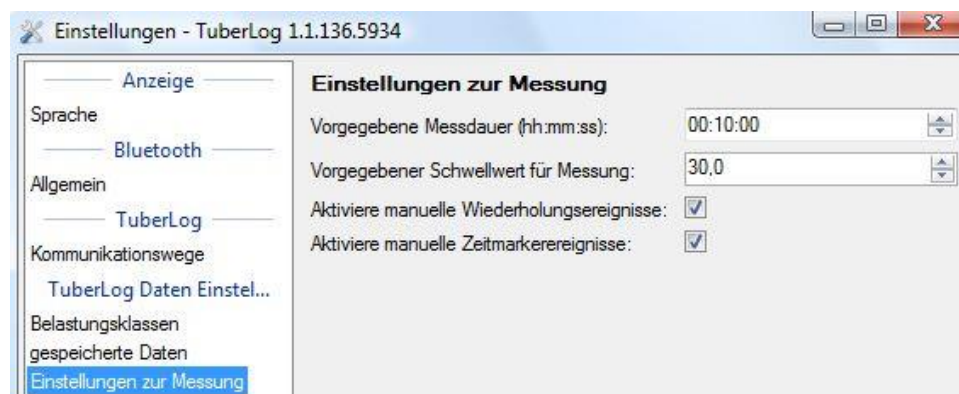 Einstellungen - TuberLog 1.1.136.5934
Anzeige
Sprache
Bluetooth
Allgemein
TuberLog
Kommunikationswege
TuberLog Daten Einstel...
Belastungsklassen
gespeicherte Daten
Einstellungen zur Messung
Einstellungen zur Messung
Vorgegebene Messdauer (hh:mm:ss): 00:10:00
Vorgegebener Schwellwert für Messung: 30,0
Aktiviere manuelle Wiederholungsereignisse:
Aktiviere manuelle Zeitmarkerereignisse: